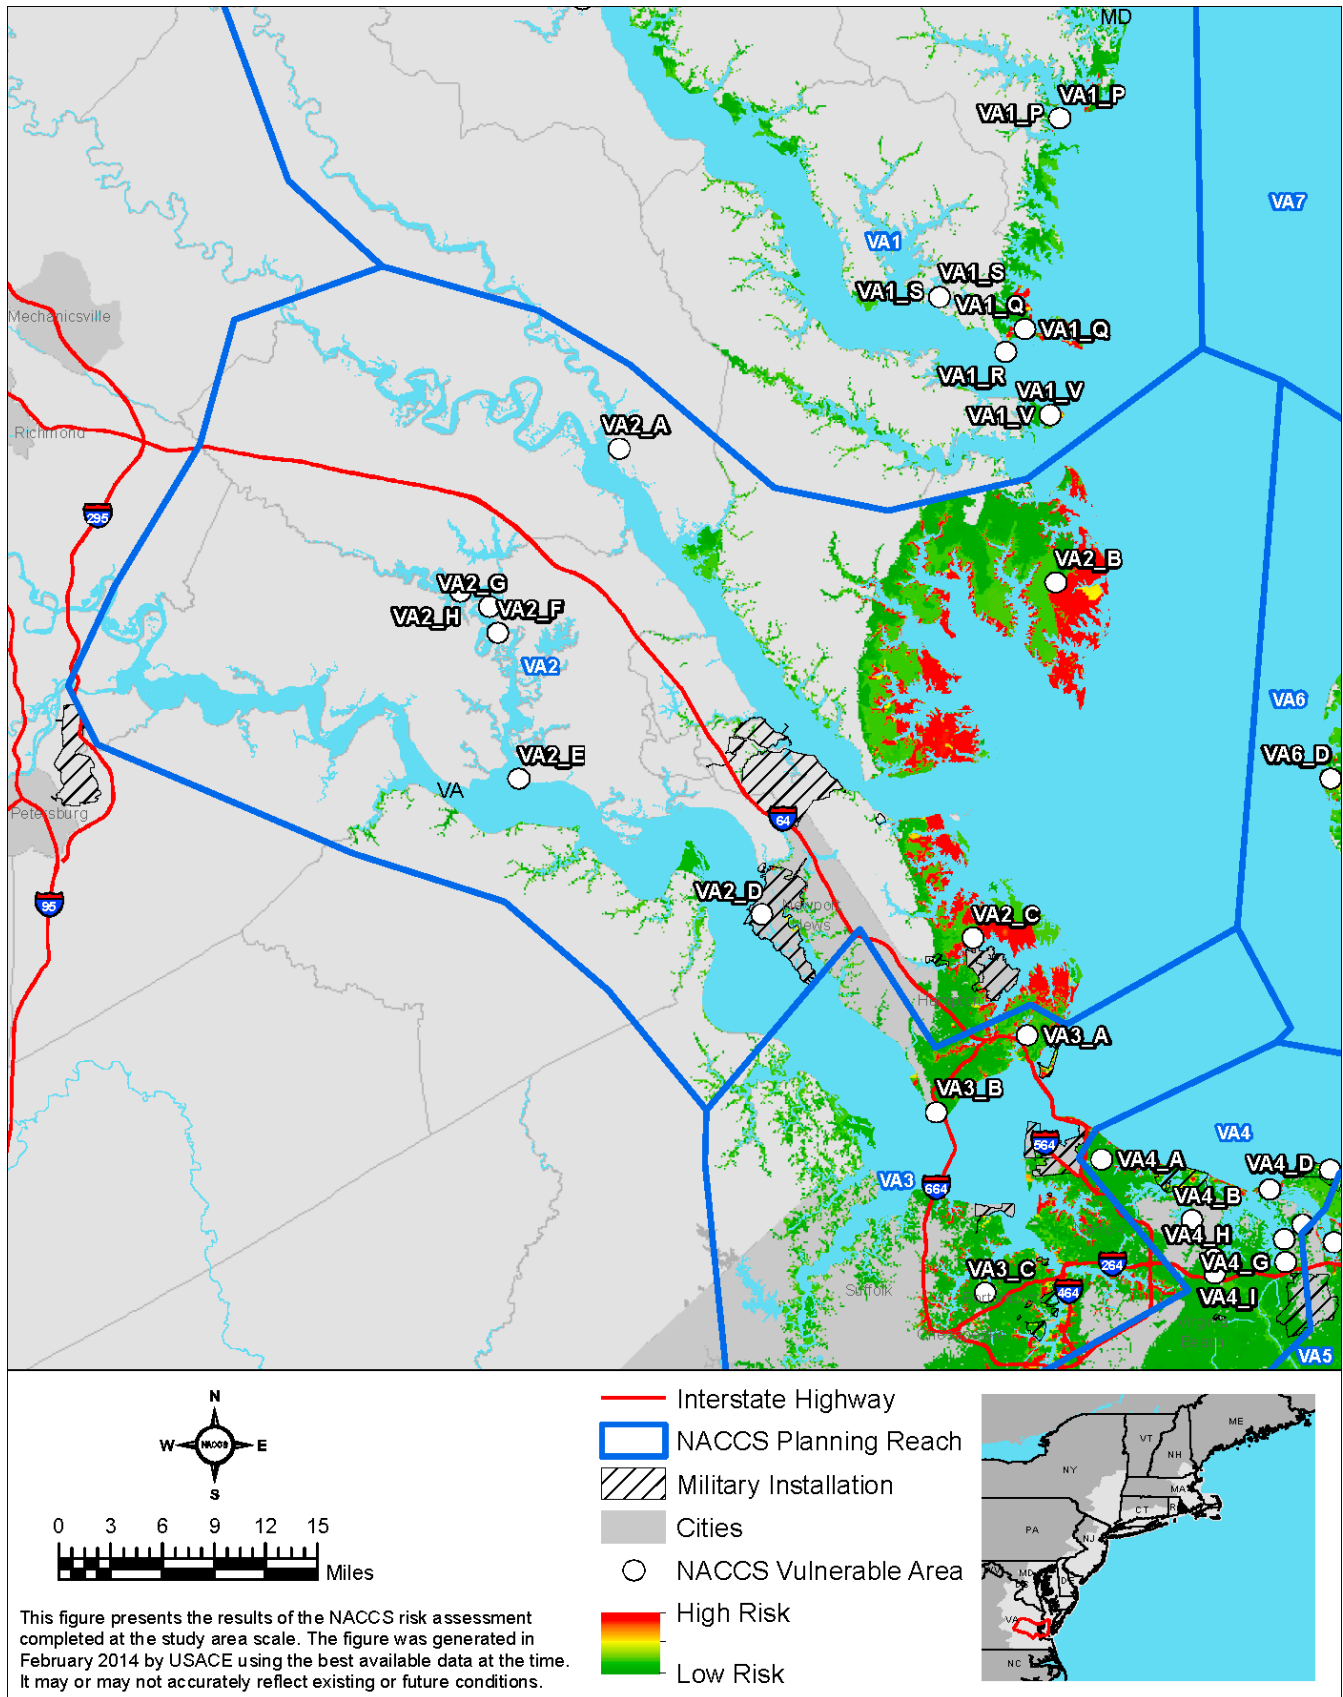 MD
VA1_P
VA1_P
VA7
VA1
VA1_S
VA1_S
VA1_Q
VA1_Q
VA1_R
VA1_V
VA1_V
Mechanicsville
Richmond
VA2_A
295
VA2_B
VA2_G
VA2_F
VA2_H
VA2
VA6
VA6_D
VA2_E
VA
Petersburg
64
95
VA2_D
Newport
News
VA2_C
VA3_A
VA3_B
564
VA4
VA4_A
VA4_D
VA3
664
VA4_B
VA4_H
VA4_G
264
VA3_C
464
VA4_I
Suffolk
VA5
N
W
NACCS
E
S
0 3 6 9 12 15
Miles
Interstate Highway
NACCS Planning Reach
Military Installation
Cities
NACCS Vulnerable Area
High Risk
Low Risk
This figure presents the results of the NACCS risk assessment
completed at the study area scale. The figure was generated in
February 2014 by USACE using the best available data at the time.
It may or may not accurately reflect existing or future conditions.
ME
VT
NH
NY
MA
CT
PA
NJ
MD
VA
NC